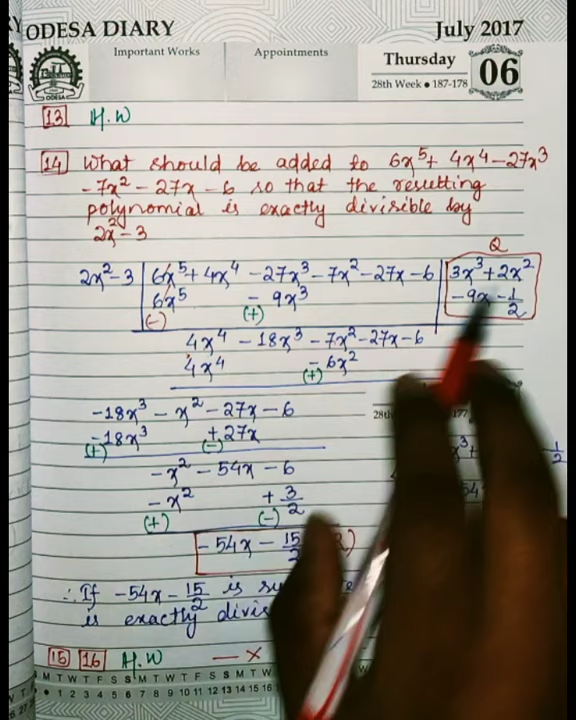 ODESA DIARY
July 2017
Important Works
Appointments
Thursday
06
28th Week • 187-178
ODESA
13 H.W
14 What should be added to 6x⁵ + 4x⁴ - 27x³
- 7x² - 27x - 6 so that the resulting
polynomial is exactly divisible by
2x² - 3
Q
2x² - 3 | 6x⁵ + 4x⁴ - 27x³ - 7x² - 27x - 6 | 3x³ + 2x²
6x⁵ - 9x³ - 9x - 1/2
(-) (+)
4x⁴ - 18x³ - 7x² - 27x - 6
4x⁴ - 6x²
(+)
-18x³ - x² - 27x - 6
-18x³ + 27x
(+) (-)
- x² - 54x - 6
- x² + 3/2
(+) (-)
- 54x - 15/2
∴ If -54x - 15/2 is
is exactly
15 16 H.W — x
M T W T F S S M T W T F S S M T W T
1 2 3 4 5 6 7 8 9 10 11 12 13 14 15 16